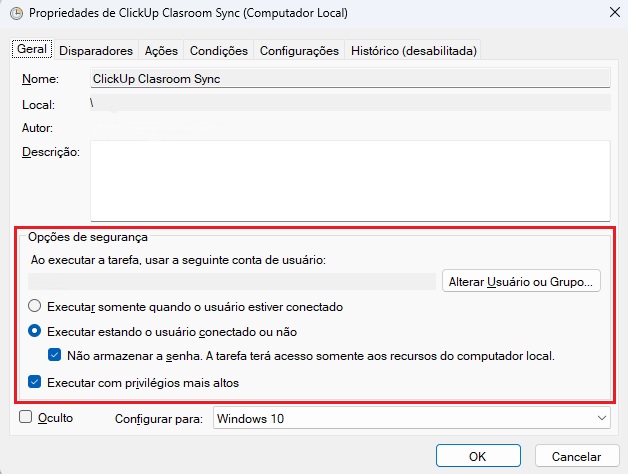 Propriedades de ClickUp Clasroom Sync (Computador Local)
Geral Disparadores Ações Condições Configurações Histórico (desabilitada)
Nome: ClickUp Clasroom Sync
Local: \
Autor:
Descrição:
Opções de segurança
Ao executar a tarefa, usar a seguinte conta de usuário:
Alterar Usuário ou Grupo...
Executar somente quando o usuário estiver conectado
Executar estando o usuário conectado ou não
Não armazenar a senha. A tarefa terá acesso somente aos recursos do computador local.
Executar com privilégios mais altos
Oculto Configurar para: Windows 10
OK Cancelar